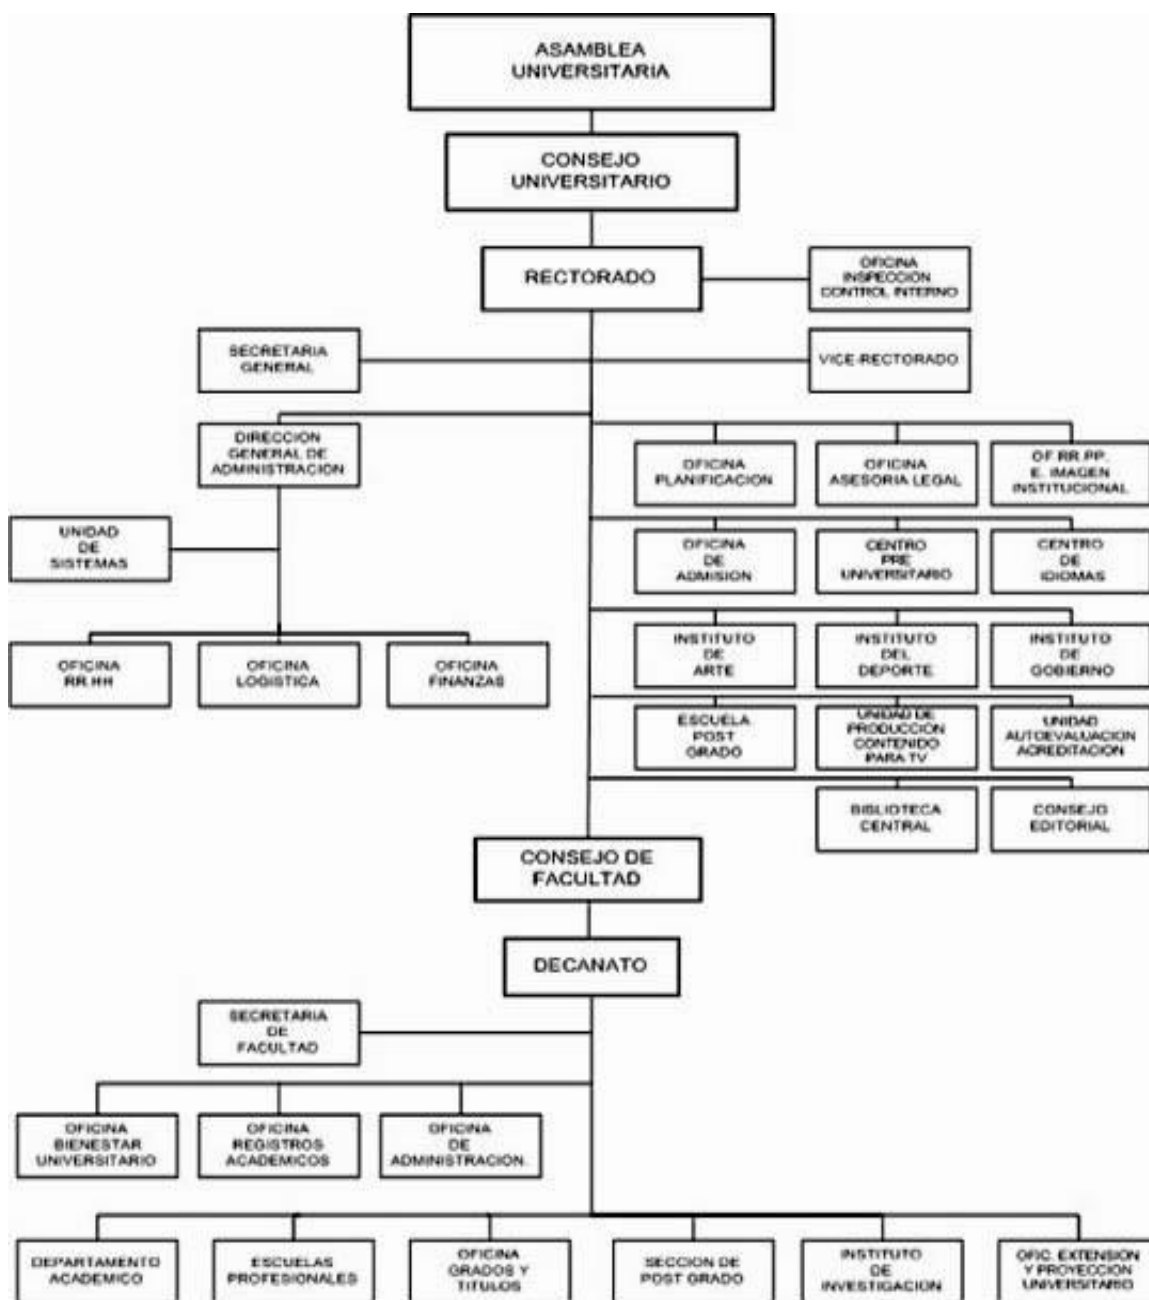 ASAMBLEA
UNIVERSITARIA
CONSEJO
UNIVERSITARIO
RECTORADO
OFICINA
INSPECCIÓN
CONTROL INTERNO
SECRETARIA
GENERAL
VICE-RECTORADO
DIRECCION
GENERAL DE
ADMINISTRACIÓN
OFICINA
PLANIFICACION
OFICINA
ASESORIA LEGAL
OF.RR.PP.
E. IMAGEN
INSTITUCIONAL
UNIDAD
DE
SISTEMAS
OFICINA
DE
ADMISION
CENTRO
PRE
UNIVERSITARIO
CENTRO
DE
IDIOMAS
OFICINA
RR.HH
OFICINA
LOGISTICA
OFICINA
FINANZAS
INSTITUTO
DE
ARTE
INSTITUTO
DEL
DEPORTE
INSTITUTO
DE
GOBIERNO
ESCUELA
POST
GRADO
UNIDAD DE
PRODUCCIÓN
CONTENIDO
PARA TV
UNIDAD
AUTOEVALUACION
ACREDITACION
BIBLIOTECA
CENTRAL
CONSEJO
EDITORIAL
CONSEJO DE
FACULTAD
DECANATO
SECRETARIA
DE
FACULTAD
OFICINA
BIENESTAR
UNIVERSITARIO
OFICINA
REGISTROS
ACADEMICOS
OFICINA
DE
ADMINISTRACION.
DEPARTAMENTO
ACADEMICO
ESCUELAS
PROFESIONALES
OFICINA
GRADOS Y
TITULOS
SECCION DE
POST GRADO
INSTITUTO
DE
INVESTIGACION
OFIC. EXTENSION
Y PROYECCION
UNIVERSITARIO